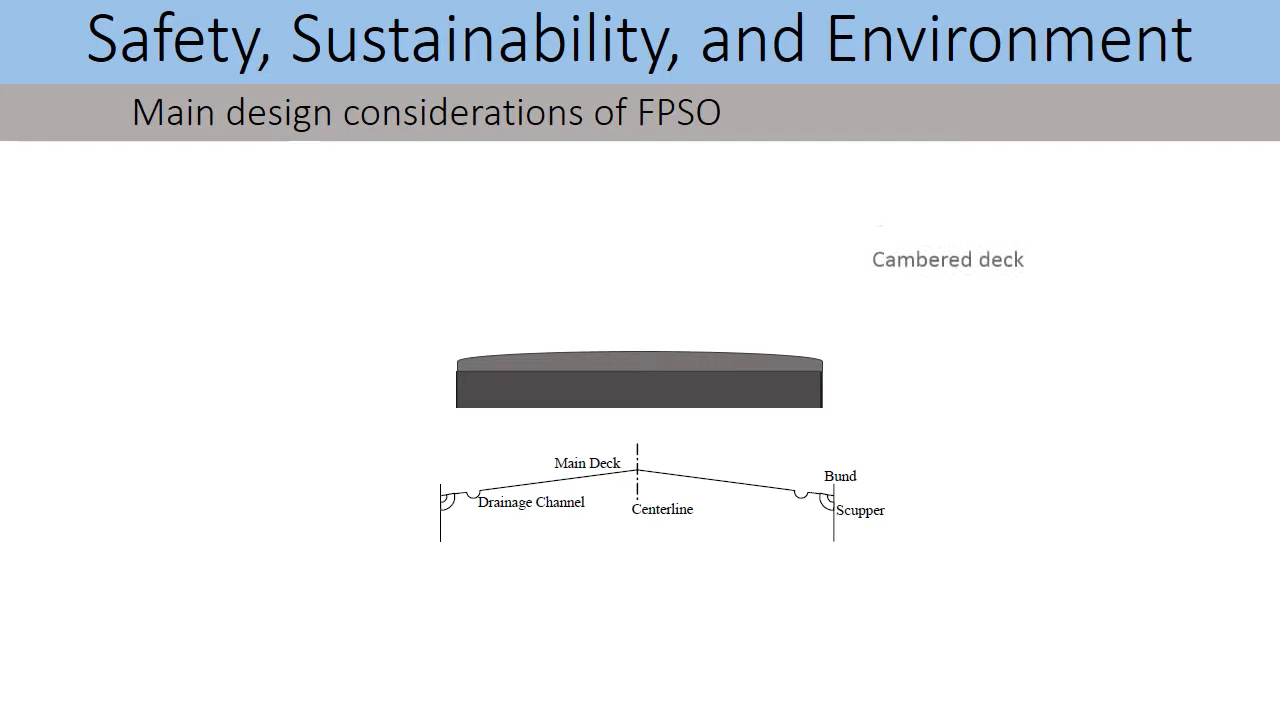 Safety, Sustainability, and Environment
Main design considerations of FPSO
Cambered deck
Main Deck
Bund
Drainage Channel
Centerline
Scupper